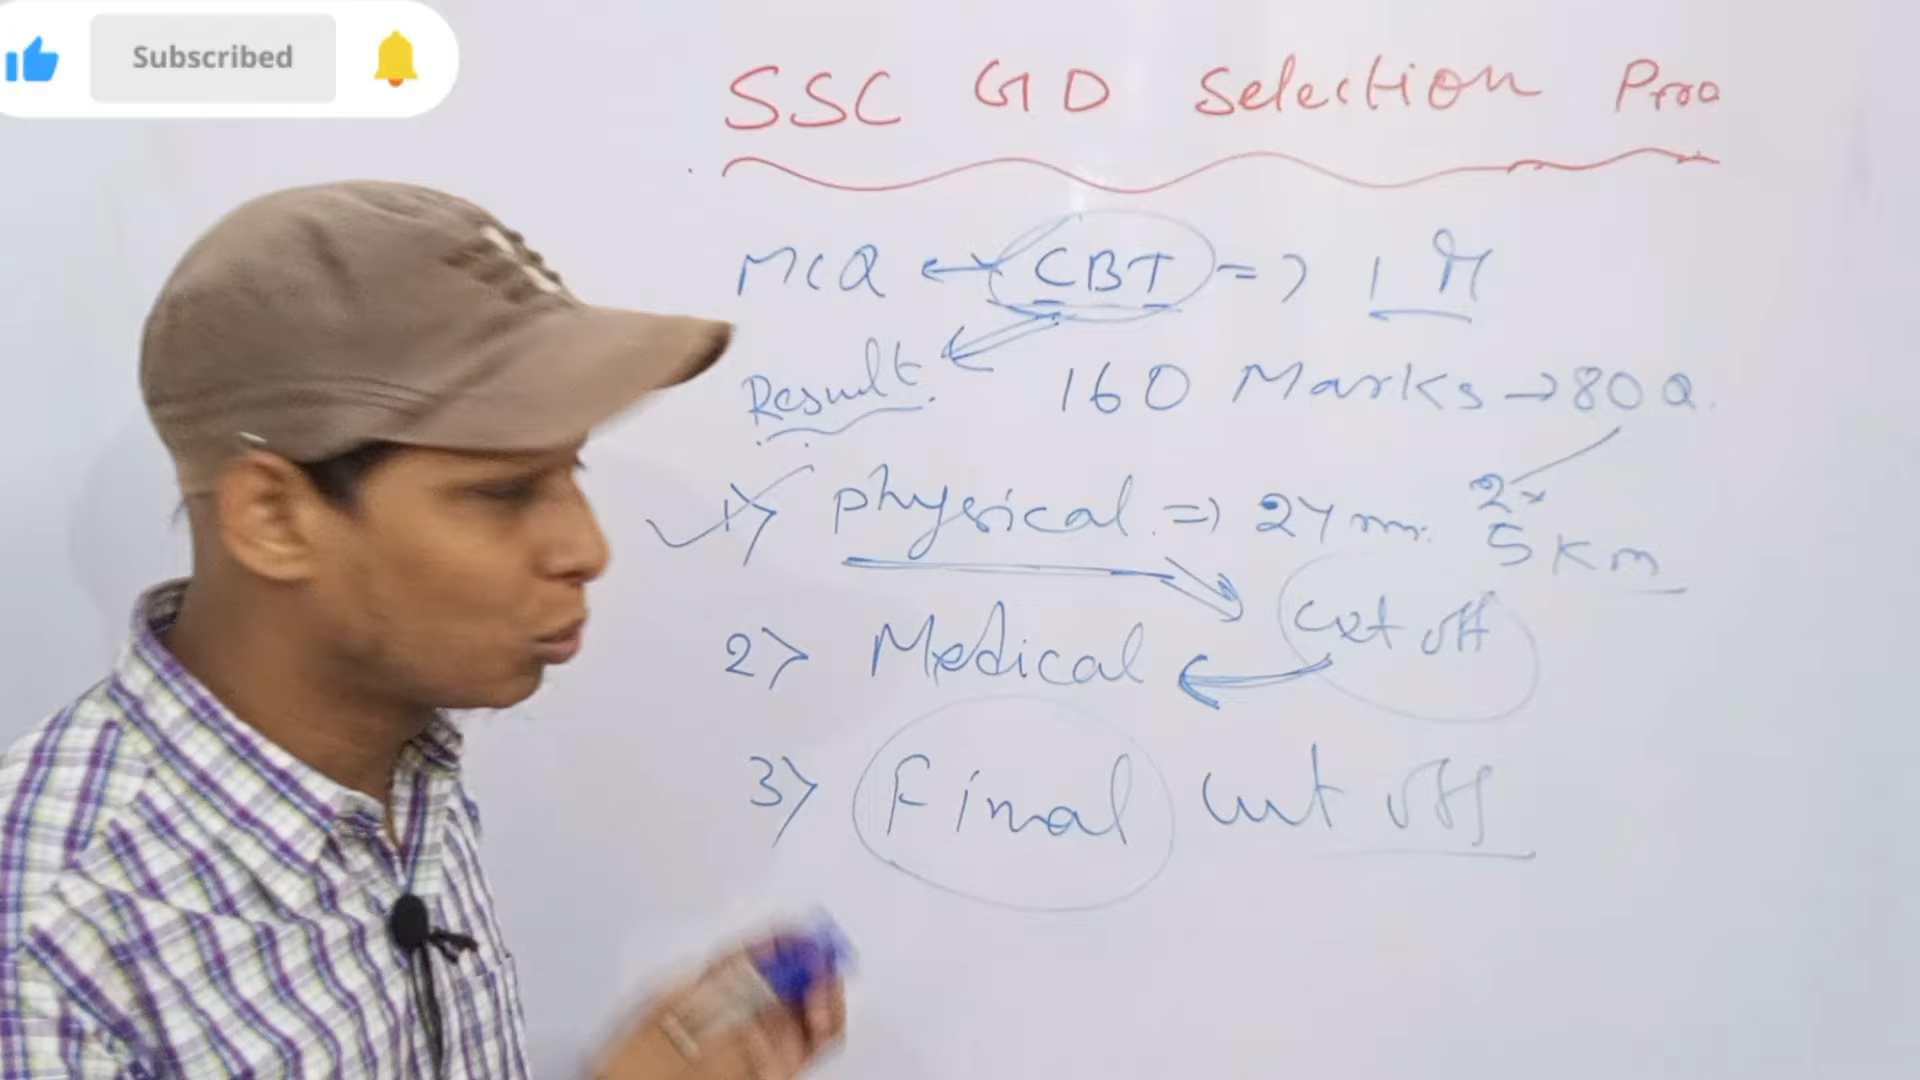 Subscribed
SSC GD Selection Proo
MCQ ← CBT => 1 M
Result.
160 Marks → 80 Q.
2x
1> physical. => 24 m. 5 Km
cut off
2> Medical
3> Final cut off